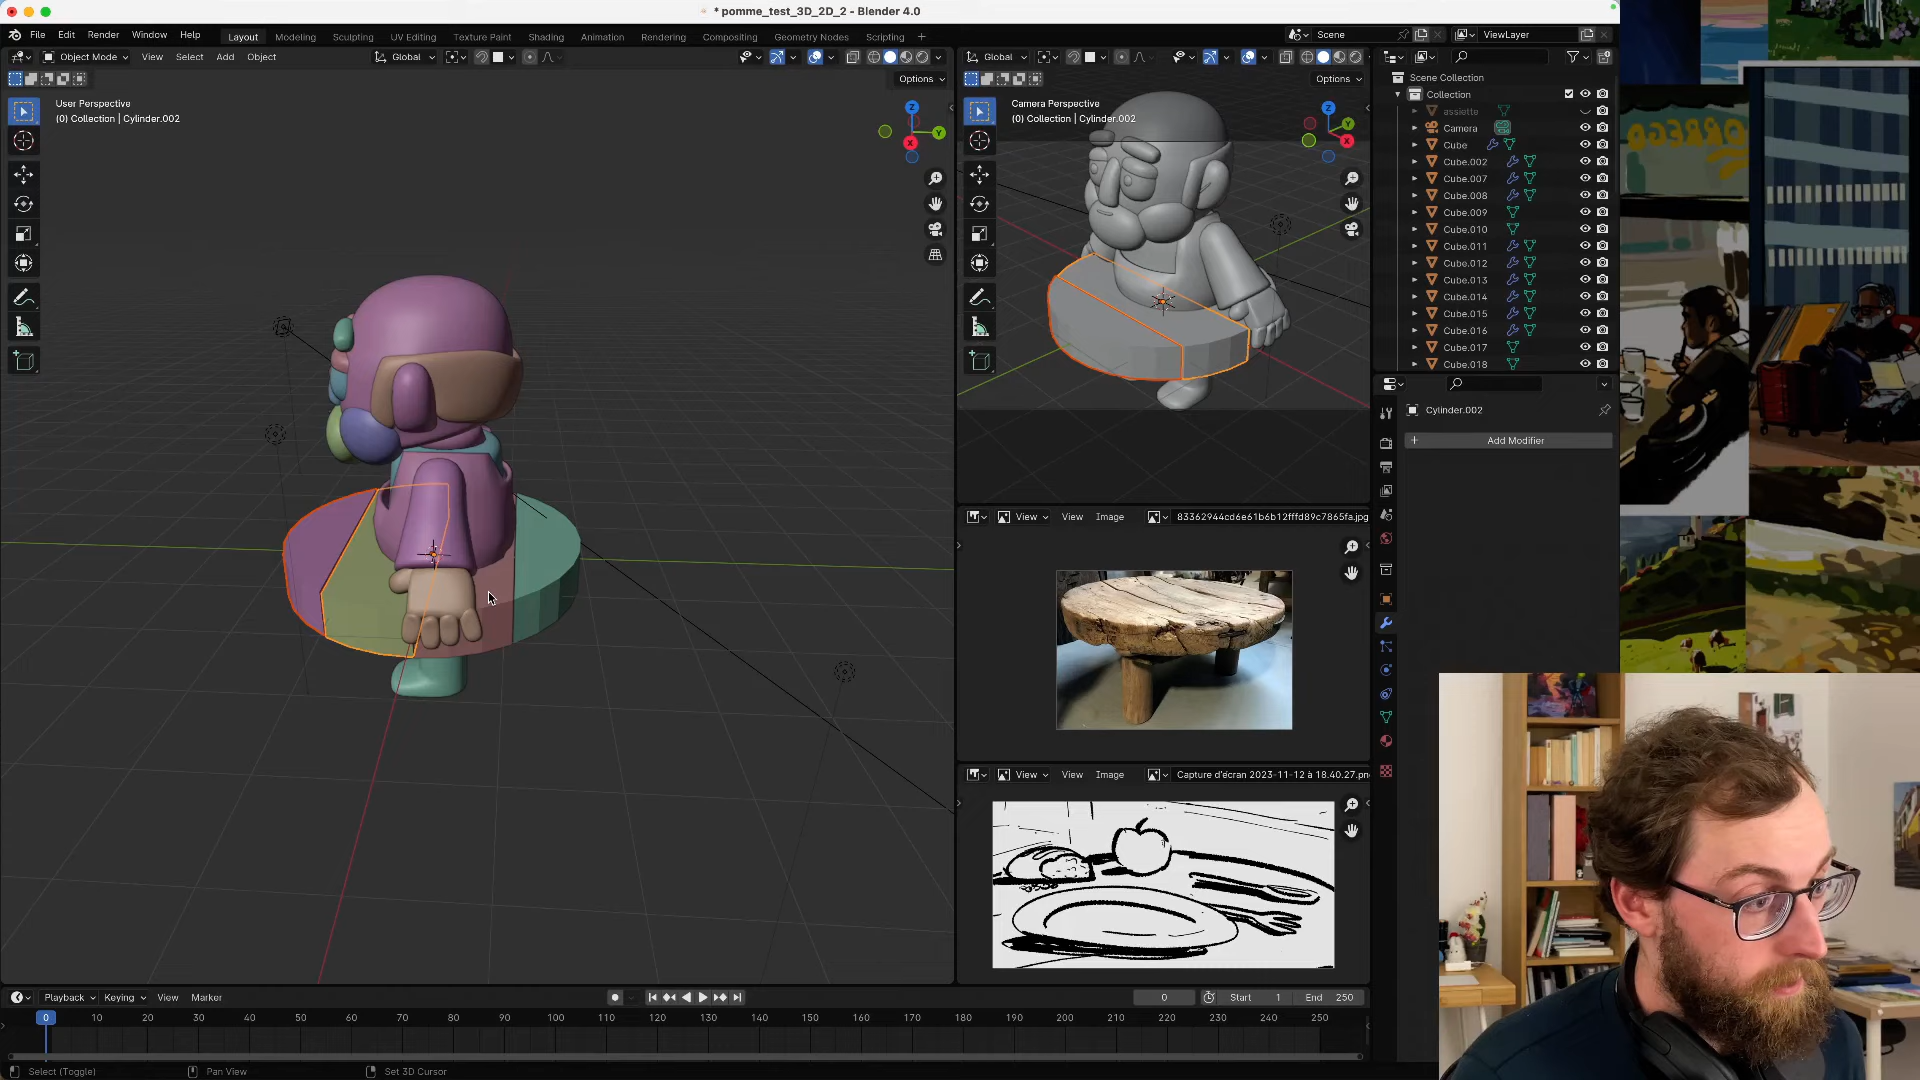 * pomme_test_3D_2D_2 - Blender 4.0
File Edit Render Window Help
Layout Modeling Sculpting UV Editing Texture Paint Shading Animation Rendering Compositing Geometry Nodes Scripting +
Scene ViewLayer
Object Mode View Select Add Object Global
Options
User Perspective
(0) Collection | Cylinder.002
Z
Y
X
Global
Options
Camera Perspective
(0) Collection | Cylinder.002
Z
Y
X
Scene Collection
Collection
assiette
Camera
Cube
Cube.002
Cube.007
Cube.008
Cube.009
Cube.010
Cube.011
Cube.012
Cube.013
Cube.014
Cube.015
Cube.016
Cube.017
Cube.018
Cylinder.002
+ Add Modifier
View View Image 83362944cd6e61b6b12fffd89c7865fa.jpg
View View Image Capture d'écran 2023-11-12 à 18.40.27.pn
Playback Keying View Marker
0 Start 1 End 250
0 10 20 30 40 50 60 70 80 90 100 110 120 130 140 150 160 170 180 190 200 210 220 230 240 250
Select (Toggle) Pan View Set 3D Cursor